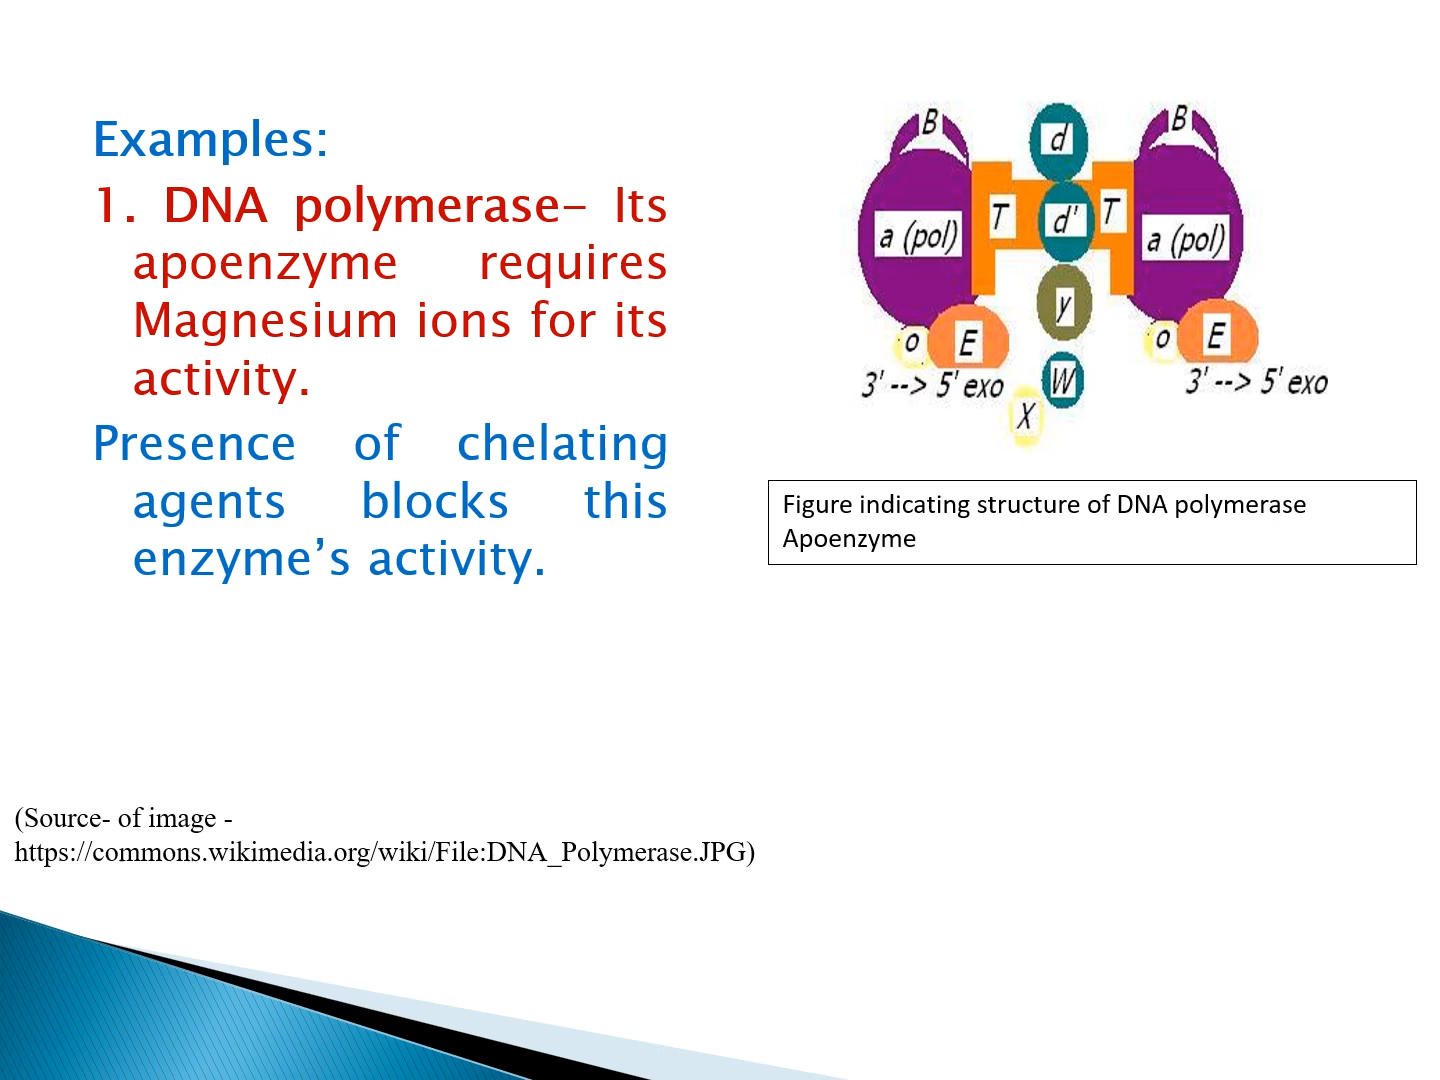 Examples:
1. DNA polymerase- Its
apoenzyme requires
Magnesium ions for its
activity.
Presence of chelating
agents blocks this
enzyme’s activity.
B
B
d
a (pol)
T
d'
T
a (pol)
y
o
E
o
E
3' --> 5' exo
W
3' --> 5' exo
X
Figure indicating structure of DNA polymerase
Apoenzyme
(Source- of image -
https://commons.wikimedia.org/wiki/File:DNA_Polymerase.JPG)